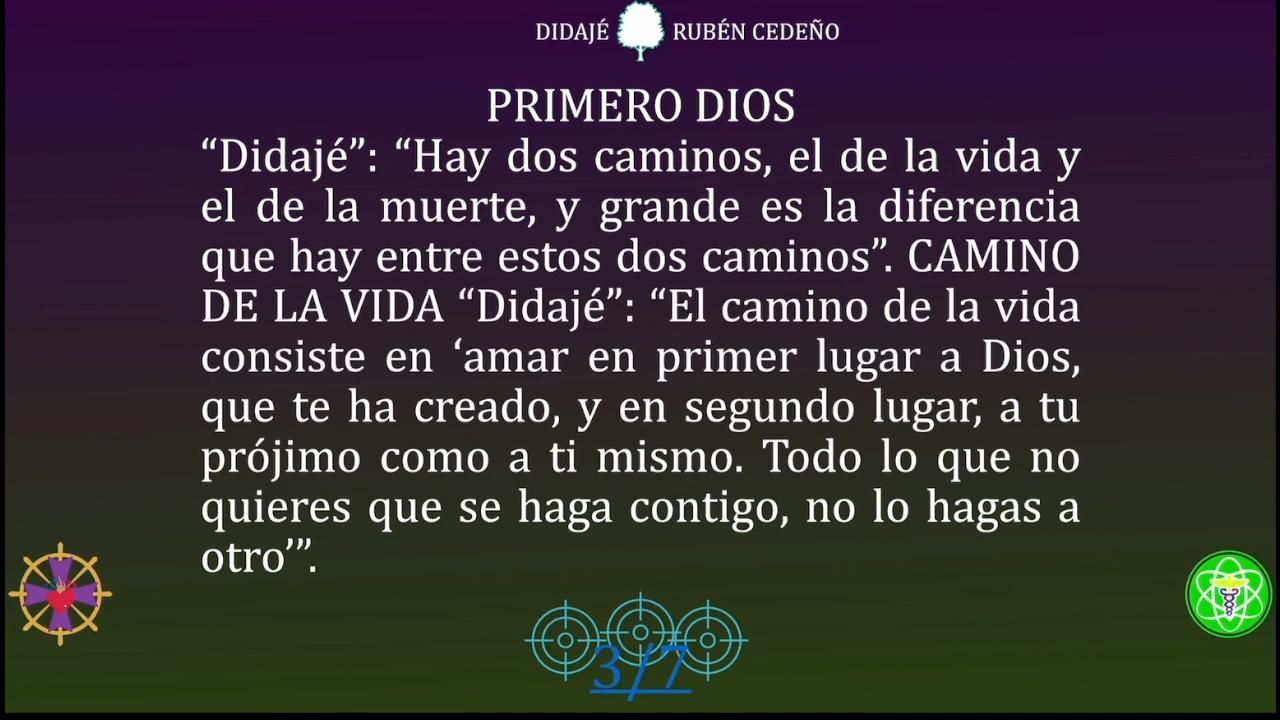 DIDAJÉ RUBÉN CEDEÑO
PRIMERO DIOS
“Didajé”: “Hay dos caminos, el de la vida y
el de la muerte, y grande es la diferencia
que hay entre estos dos caminos”. CAMINO
DE LA VIDA “Didajé”: “El camino de la vida
consiste en ‘amar en primer lugar a Dios,
que te ha creado, y en segundo lugar, a tu
prójimo como a ti mismo. Todo lo que no
quieres que se haga contigo, no lo hagas a
otro’”.
3/7